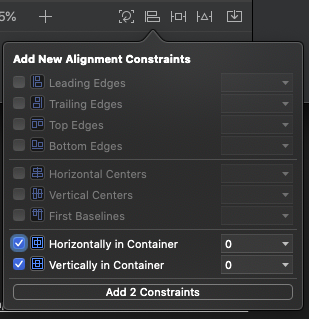 5%
Add New Alignment Constraints
Leading Edges
Trailing Edges
Top Edges
Bottom Edges
Horizontal Centers
Vertical Centers
First Baselines
Horizontally in Container 0
Vertically in Container 0
Add 2 Constraints